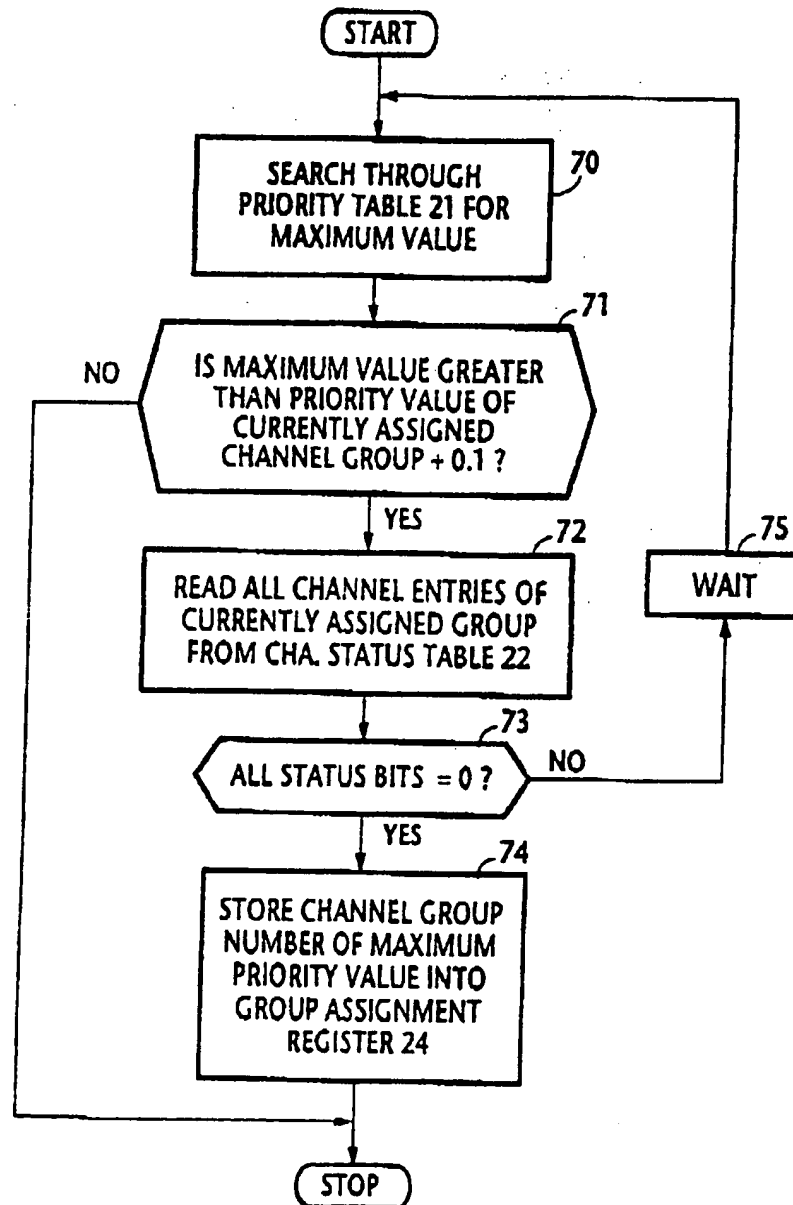 START
70
SEARCH THROUGH
PRIORITY TABLE 21 FOR
MAXIMUM VALUE
71
NO
IS MAXIMUM VALUE GREATER
THAN PRIORITY VALUE OF
CURRENTLY ASSIGNED
CHANNEL GROUP + 0.1 ?
YES
72
75
READ ALL CHANNEL ENTRIES OF
CURRENTLY ASSIGNED GROUP
FROM CHA. STATUS TABLE 22
WAIT
73
ALL STATUS BITS = 0 ?
NO
YES
74
STORE CHANNEL GROUP
NUMBER OF MAXIMUM
PRIORITY VALUE INTO
GROUP ASSIGNMENT
REGISTER 24
STOP